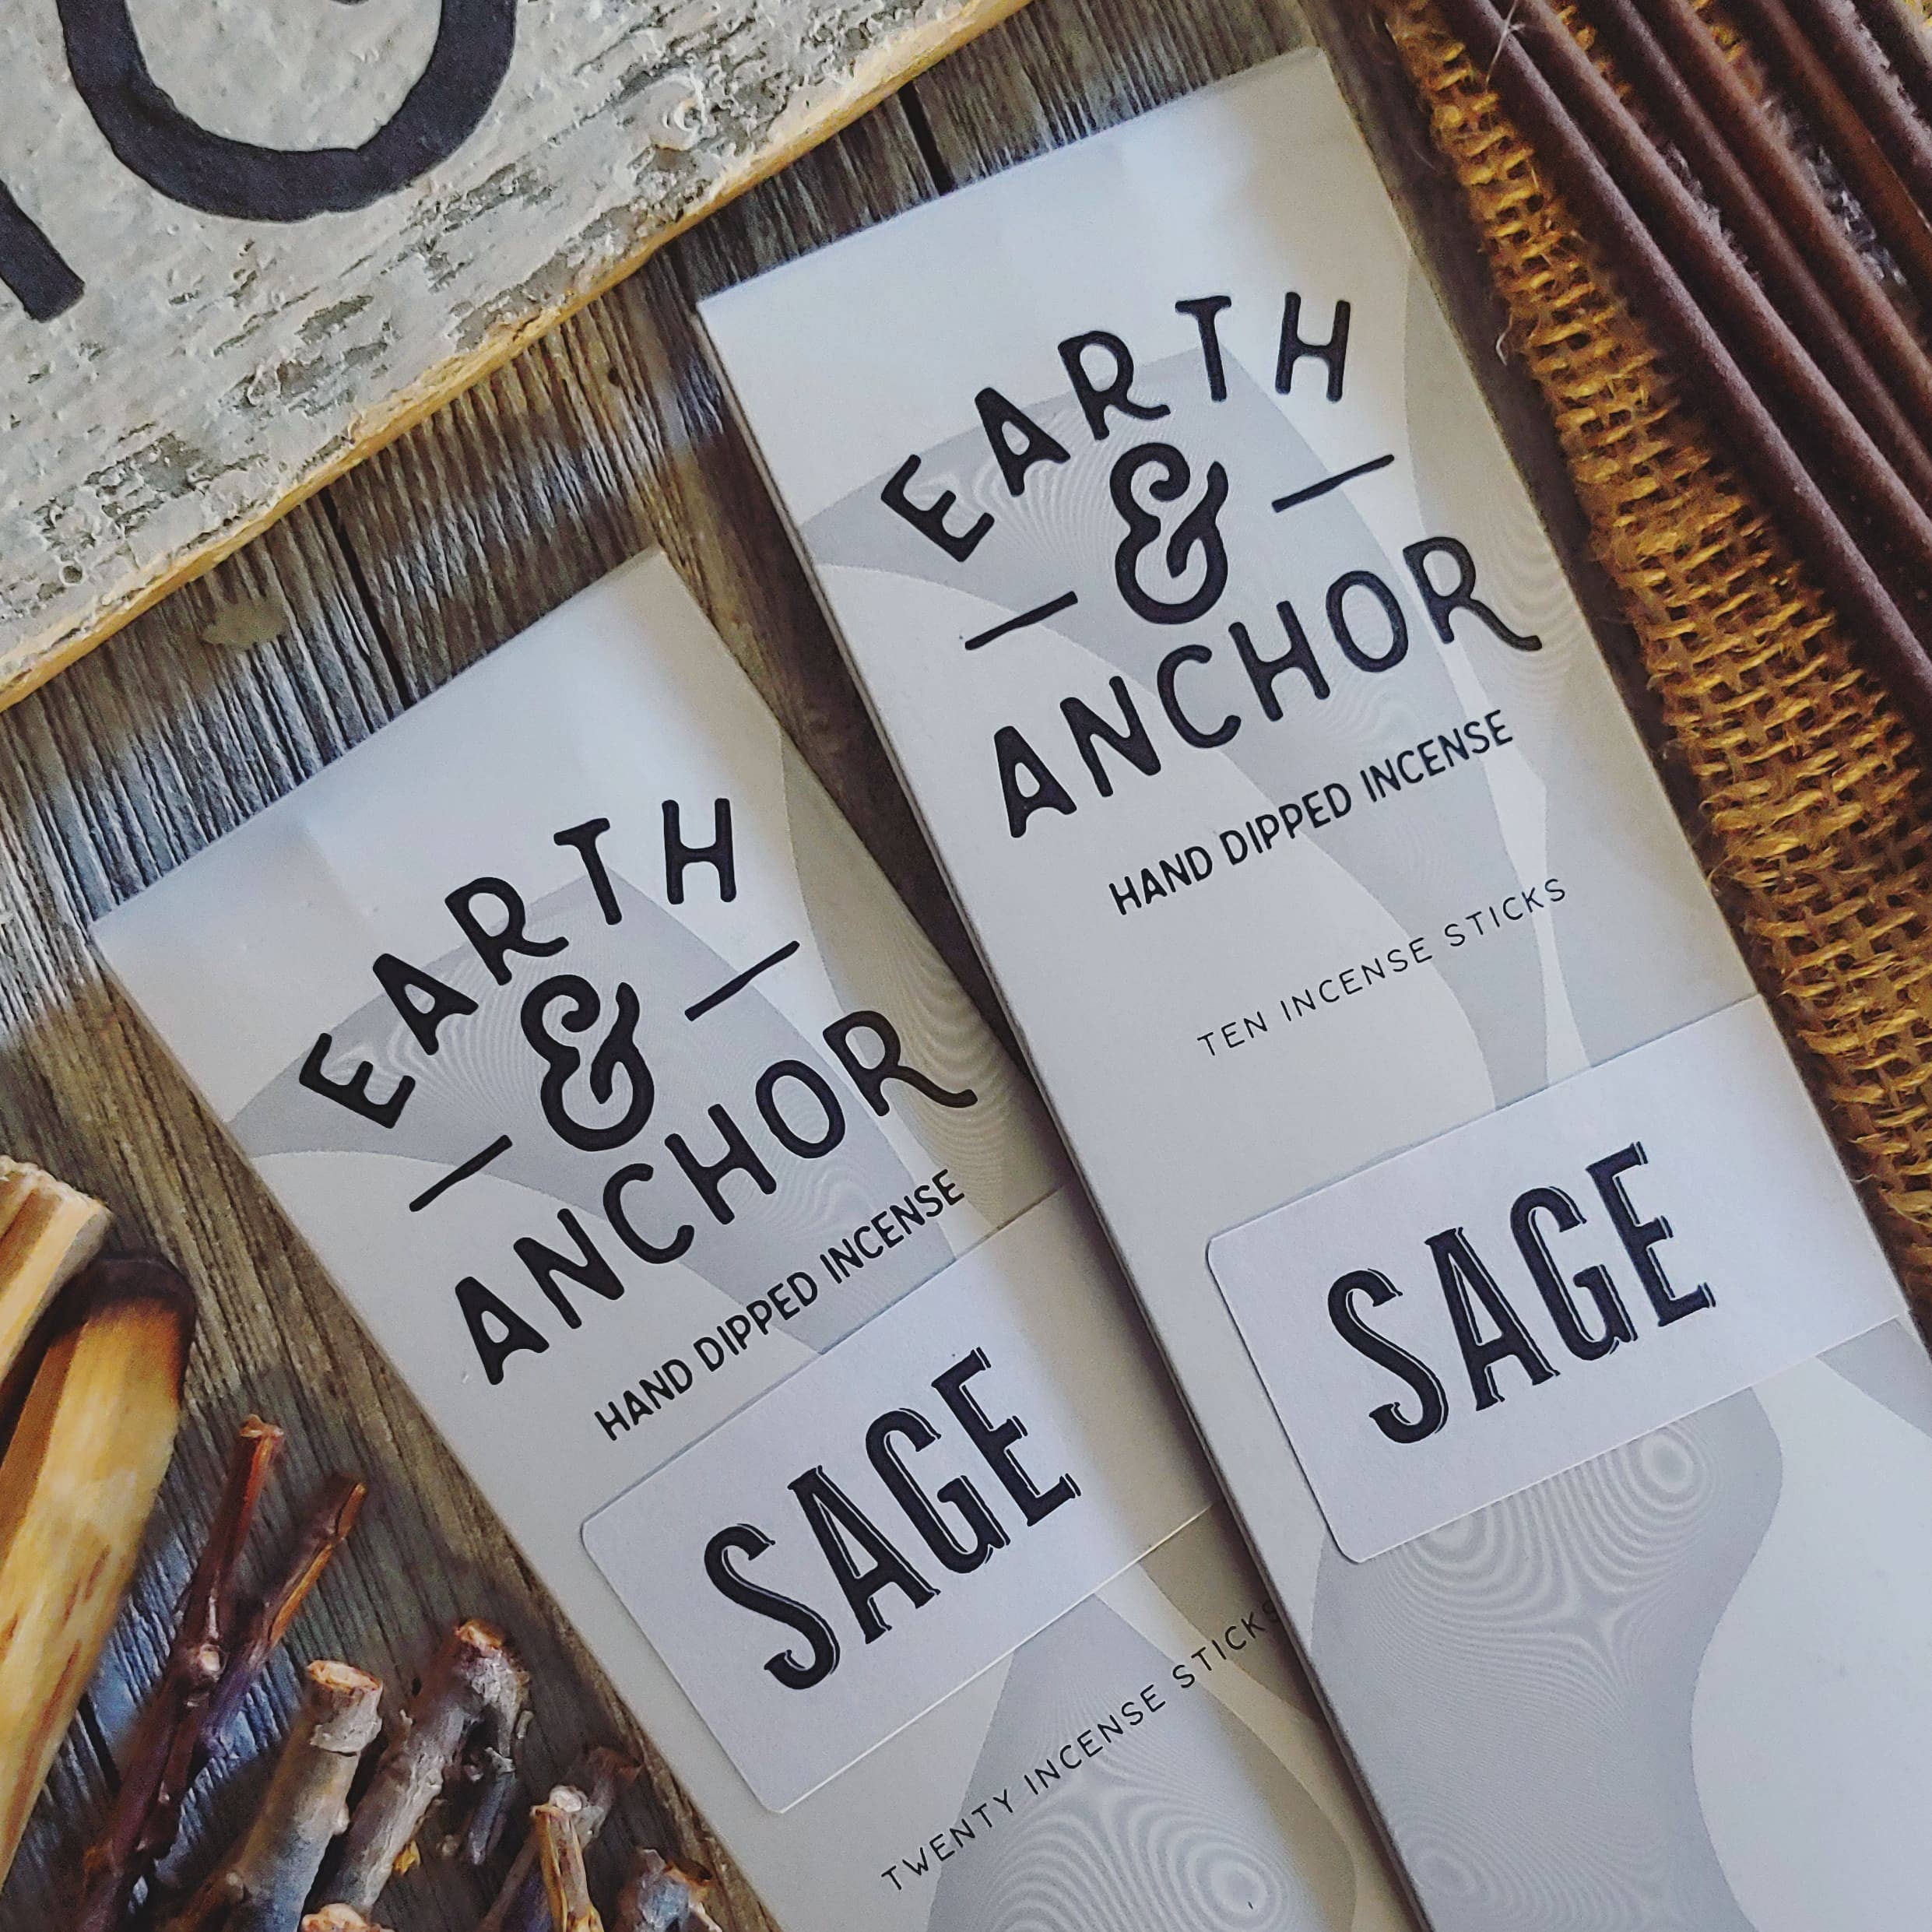 EARTH
&
ANCHOR
HAND DIPPED INCENSE
SAGE
TWENTY INCENSE STICKS
EARTH
&
ANCHOR
HAND DIPPED INCENSE
TEN INCENSE STICKS
SAGE